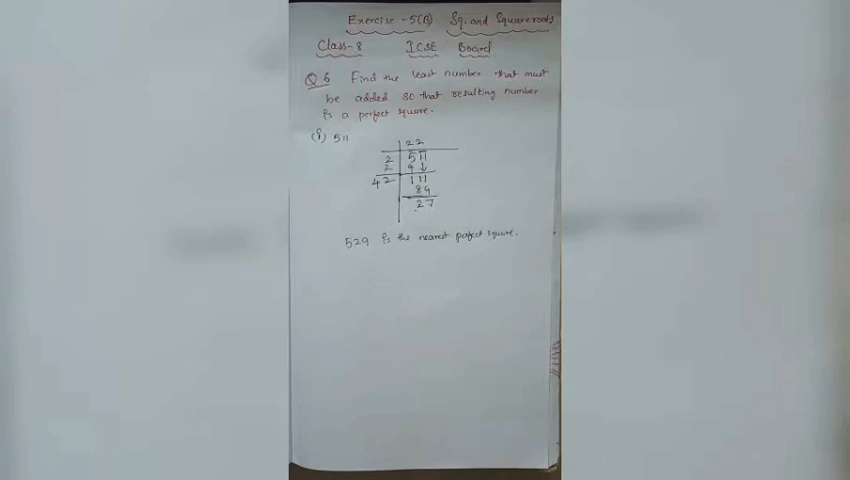 Exercise - 5(B) Sq. and Square roots
Class-8 ICSE Board
Q 6 Find the least number that must
be added so that resulting number
is a perfect square.
(i) 511
22
2 511
2 4 ↓
42 111
84
27
529 is the nearest perfect square.